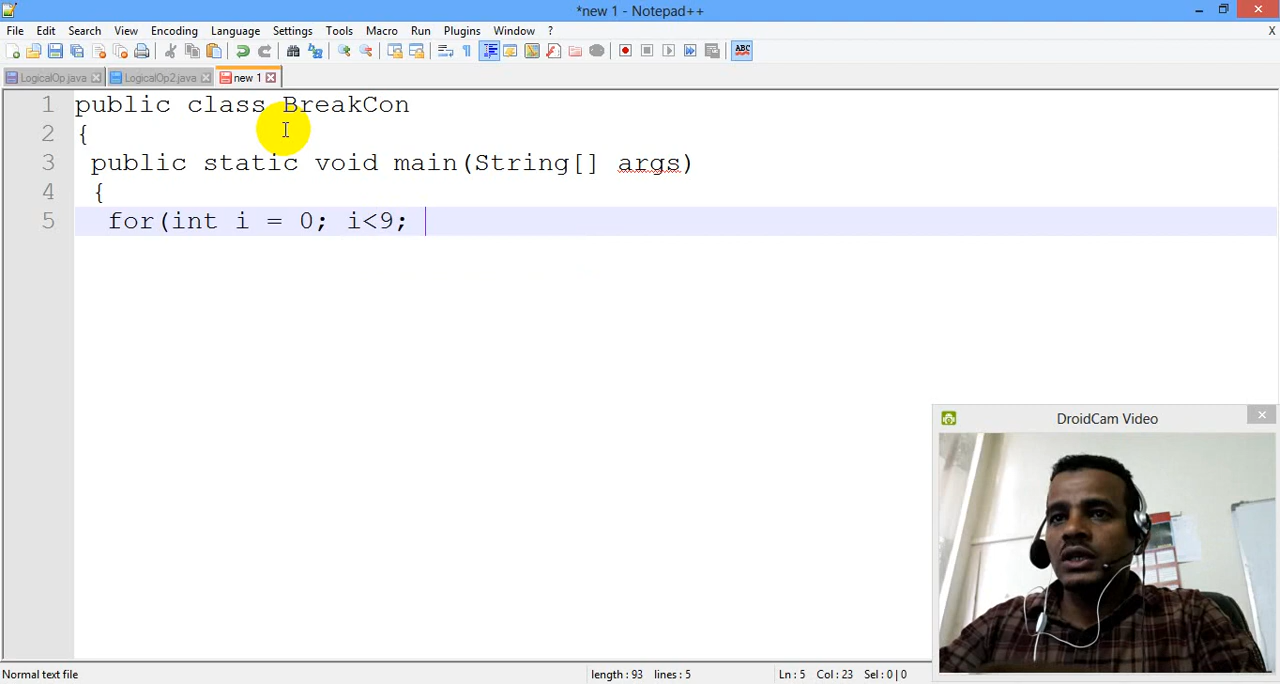 *new 1 - Notepad++
File Edit Search View Encoding Language Settings Tools Macro Run Plugins Window ? X
LogicalOp.java LogicalOp2.java new 1
1 public class BreakCon
2 {
3 public static void main(String[] args)
4 {
5 for(int i = 0; i<9;
DroidCam Video
Normal text file length : 93 lines : 5 Ln : 5 Col : 23 Sel : 0 | 0